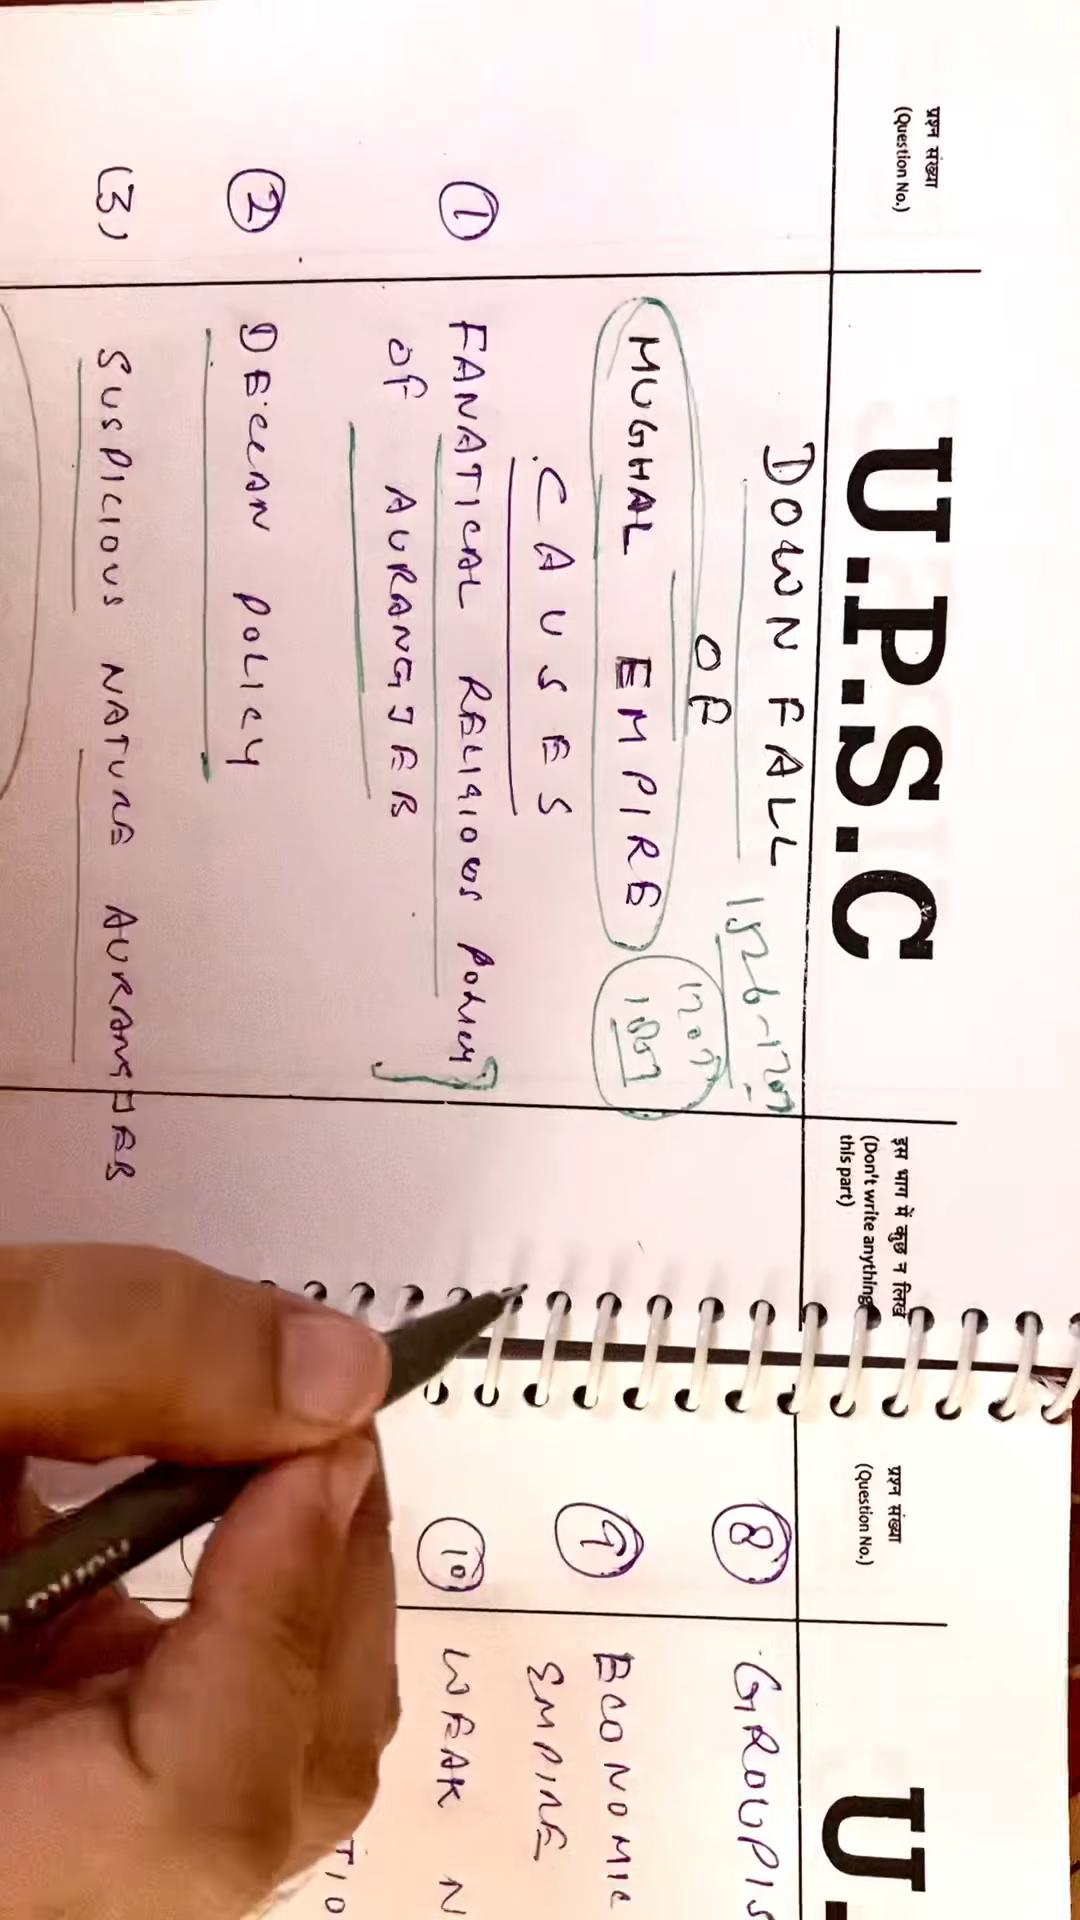 प्रश्न संख्या
(Question No.)
U.P.S.C
इस भाग में कुछ न लिखें
(Don't write anything
this part)
DOWN FALL
1526-1707
OF
MUGHAL EMPIRE
1707
1857
CAUSES
① FANATICAL RELIGIOUS POLICY
OF AURANGZEB
② DECCAN POLICY
(3) SUSPICIOUS NATURE AURANGZEB
प्रश्न संख्या
(Question No.)
U.
⑧ GROUPIS
⑨ ECONOMIC
EMPIRE
⑩ WEAK N
TIO